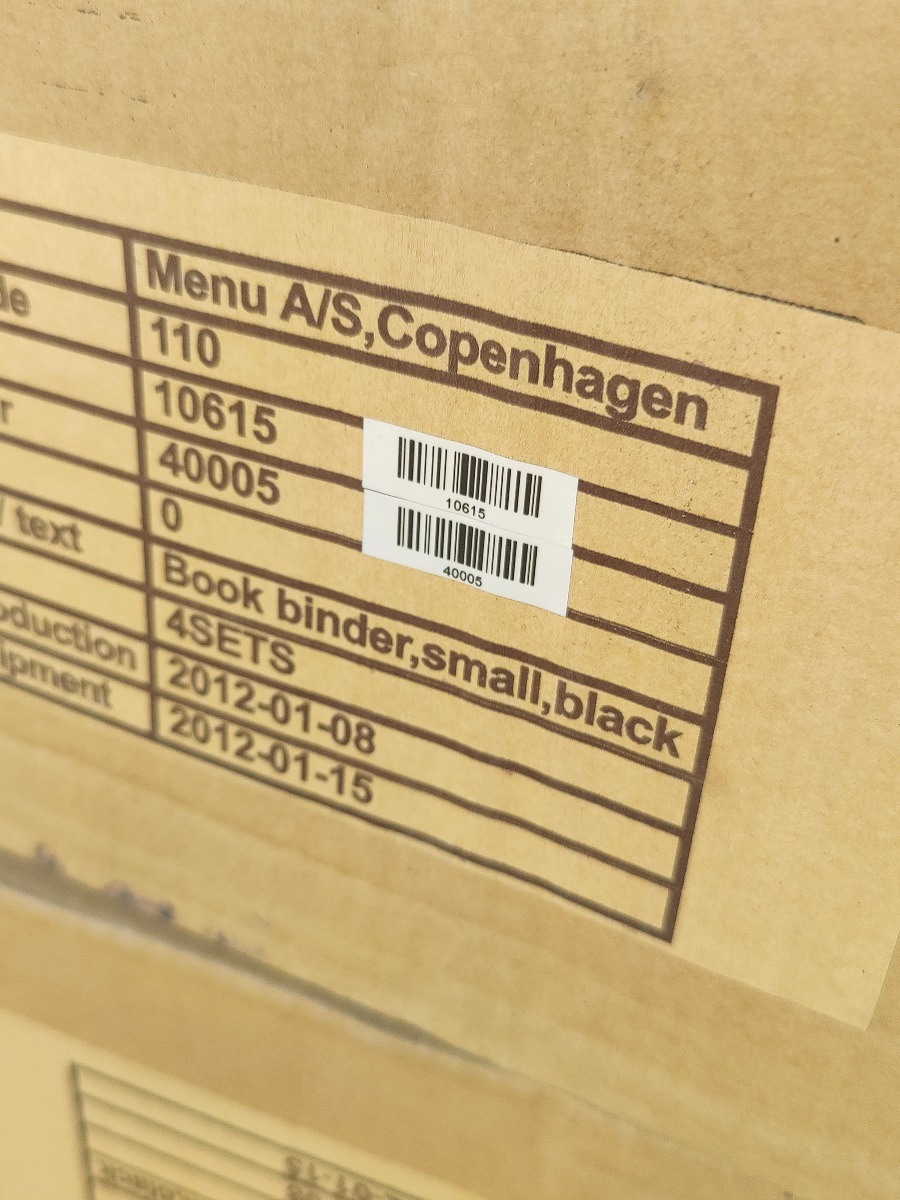 Menu A/S,Copenhagen
de 110
10615
10615
r 40005
40005
0
/ text Book binder,small,black
4SETS
oduction 2012-01-08
ipment 2012-01-15